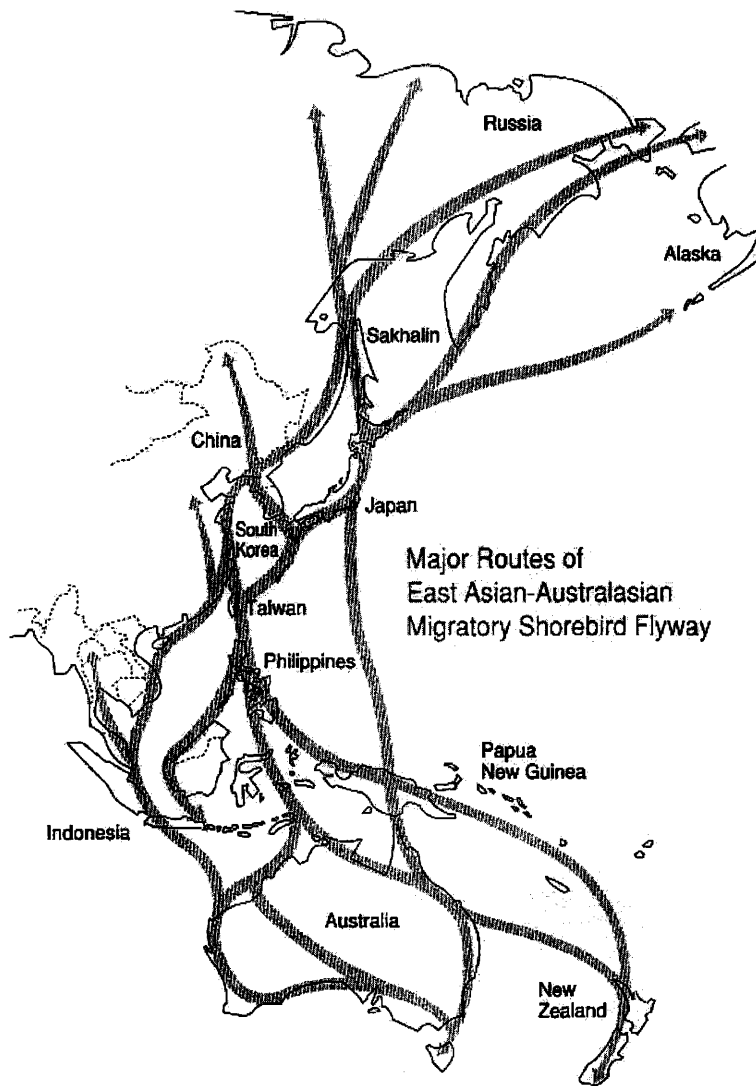 Russia
Alaska
Sakhalin
China
Japan
South
Korea
Major Routes of
East Asian-Australasian
Migratory Shorebird Flyway
Taiwan
Philippines
Papua
New Guinea
Indonesia
Australia
New
Zealand